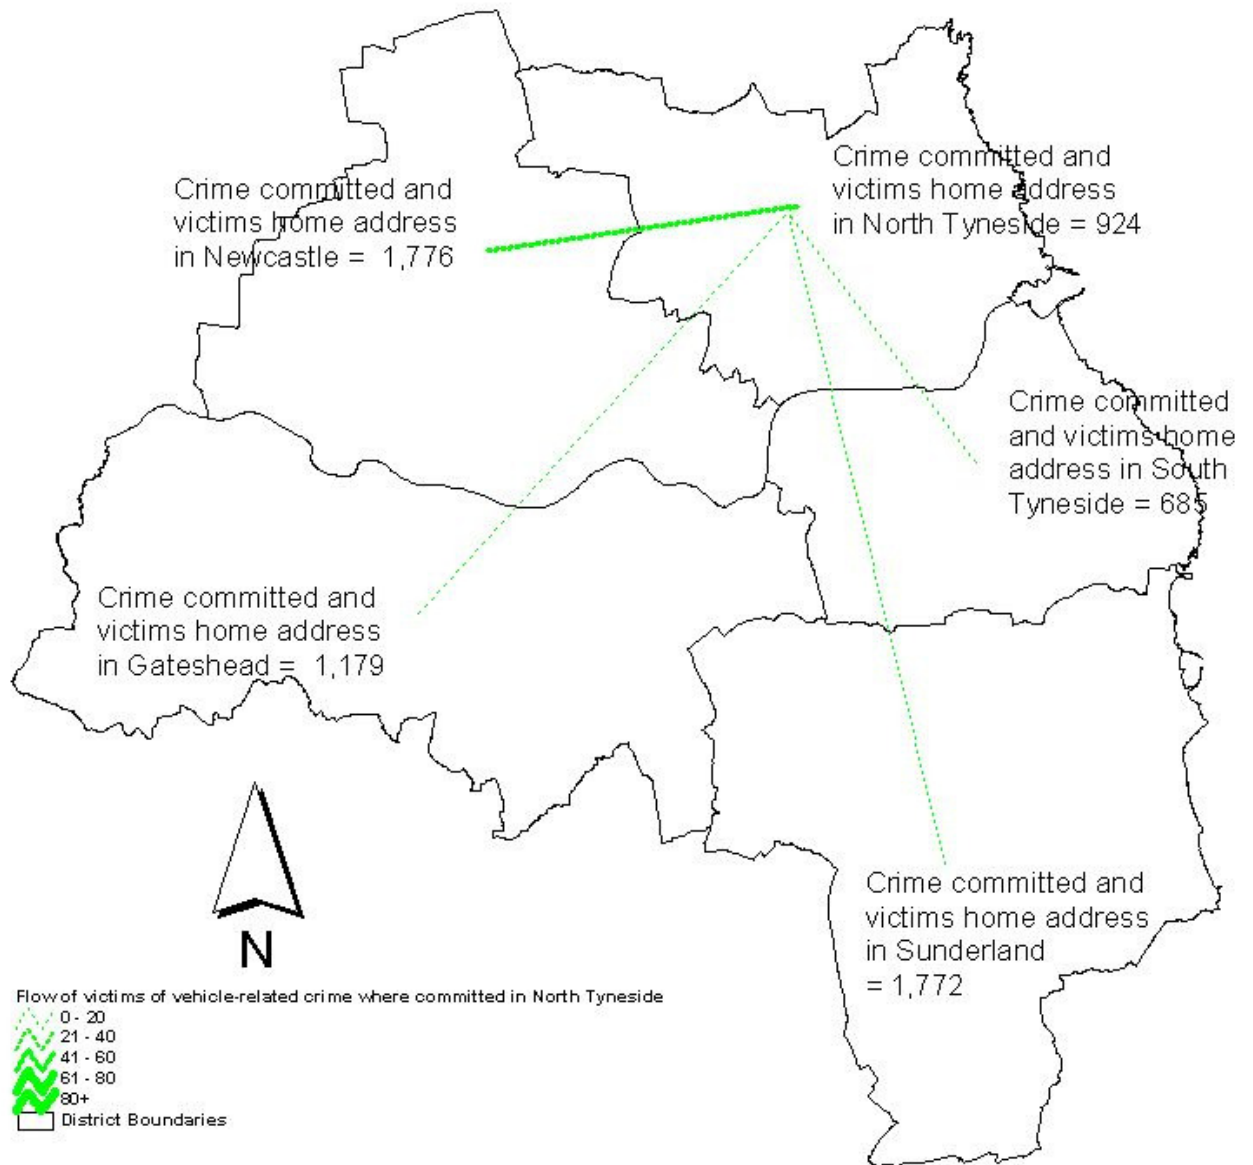 Crime committed and
victims home address
in North Tyneside = 924
Crime committed and
victims home address
in Newcastle = 1,776
Crime committed
and victims home
address in South
Tyneside = 685
Crime committed and
victims home address
in Gateshead = 1,179
Crime committed and
victims home address
in Sunderland
= 1,772
N
Flow of victims of vehicle-related crime where committed in North Tyneside
0 - 20
21 - 40
41 - 60
61 - 80
80+
District Boundaries